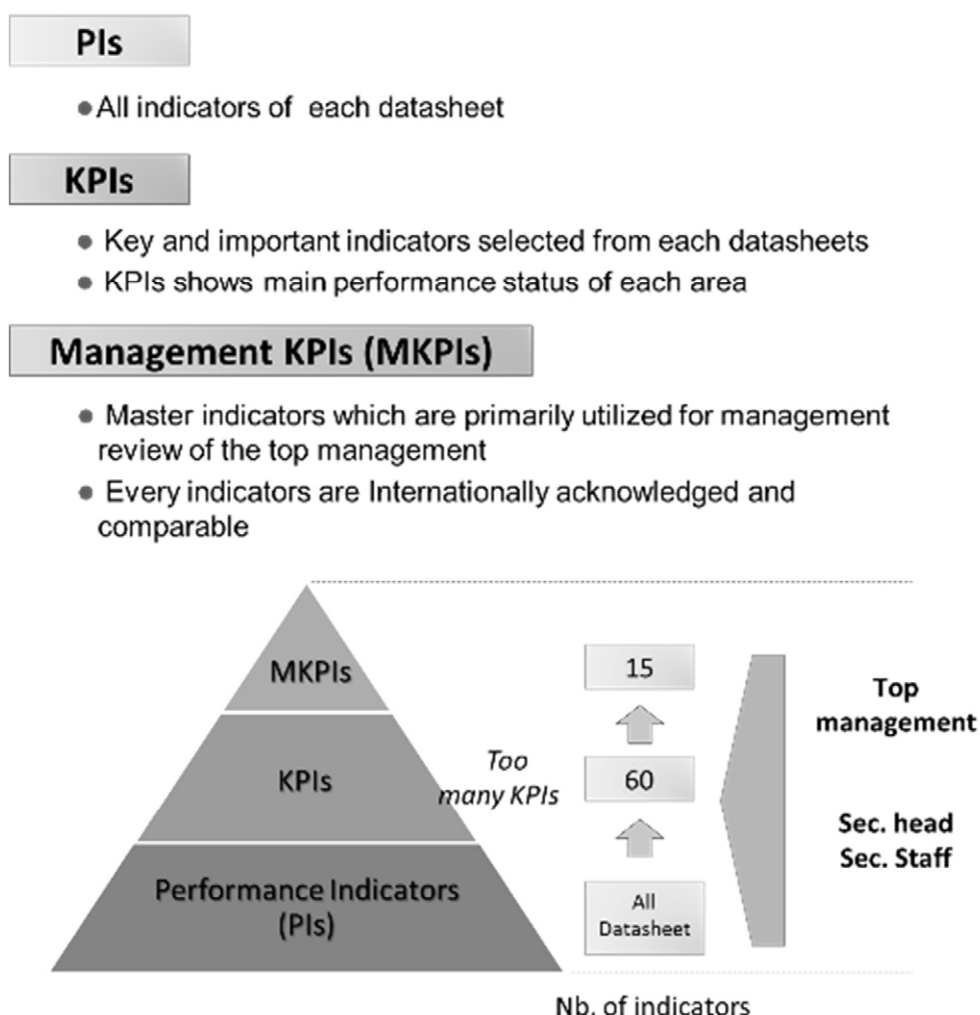 PIs
● All indicators of each datasheet
KPIs
● Key and important indicators selected from each datasheets
● KPIs shows main performance status of each area
Management KPIs (MKPIs)
● Master indicators which are primarily utilized for management
review of the top management
● Every indicators are Internationally acknowledged and
comparable
MKPIs
KPIs
Performance Indicators
(PIs)
Too
many KPIs
15
60
All
Datasheet
Top
management
Sec. head
Sec. Staff
Nb. of indicators